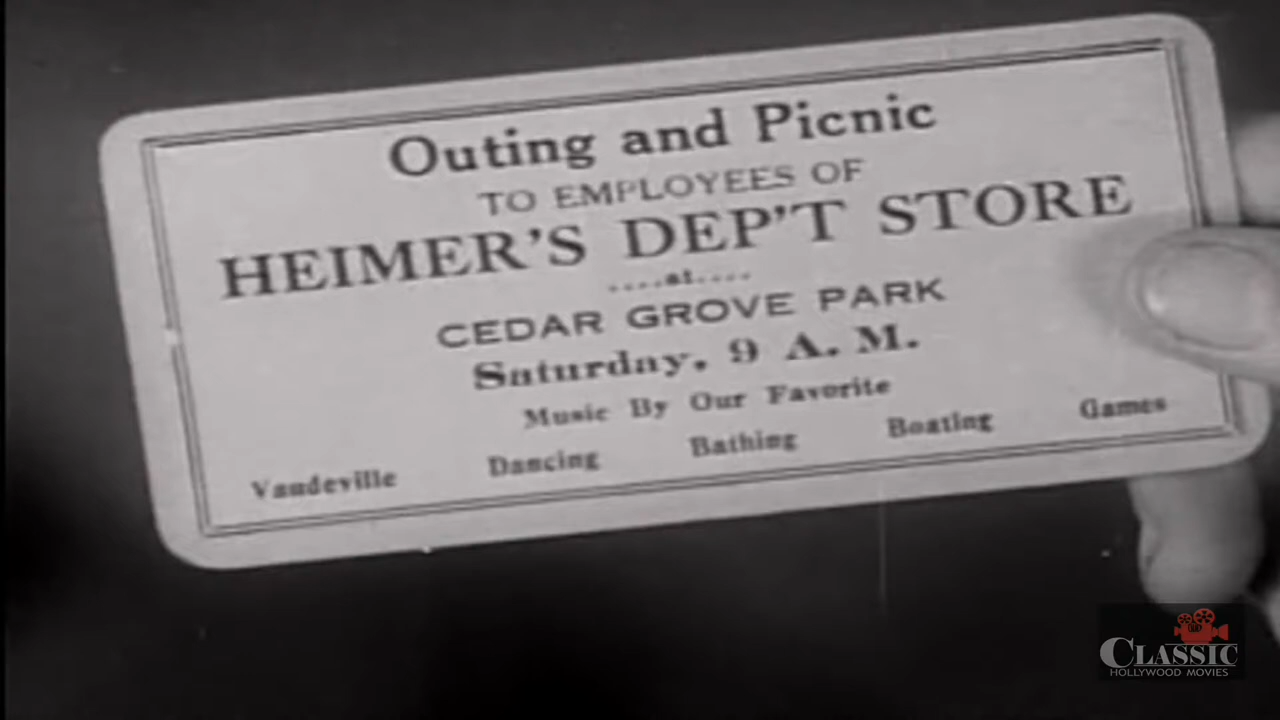 Outing and Picnic
TO EMPLOYEES OF
HEIMER'S DEP'T STORE
....at....
CEDAR GROVE PARK
Saturday, 9 A. M.
Music By Our Favorite
Vaudeville Dancing Bathing Boating Games
CLASSIC
HOLLYWOOD MOVIES